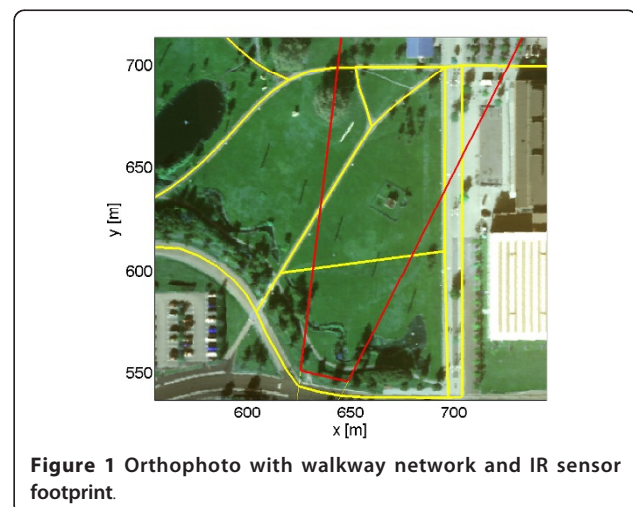 700
650
y [m]
600
550
600 650 700
x [m]
Figure 1 Orthophoto with walkway network and IR sensor
footprint.